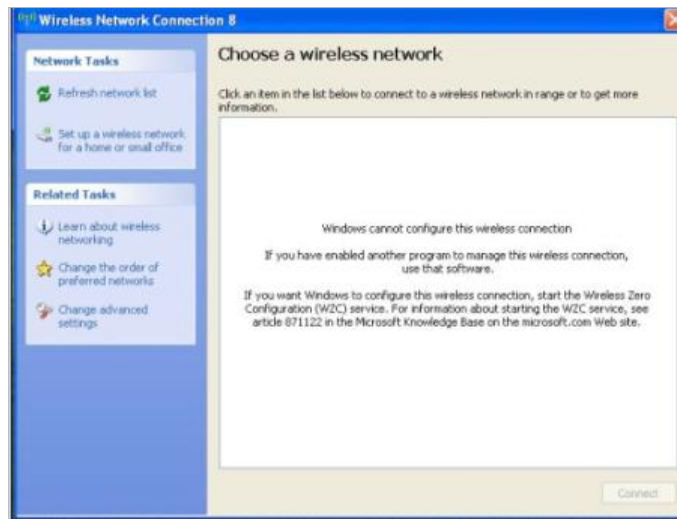 Wireless Network Connection 8
Network Tasks
Refresh network list
Set up a wireless network
for a home or small office
Related Tasks
Learn about wireless
networking
Change the order of
preferred networks
Change advanced
settings
Choose a wireless network
Click an item in the list below to connect to a wireless network in range or to get more
information.
Windows cannot configure this wireless connection
If you have enabled another program to manage this wireless connection,
use that software.
If you want Windows to configure this wireless connection, start the Wireless Zero
Configuration (WZC) service. For information about starting the WZC service, see
article 871122 in the Microsoft Knowledge Base on the microsoft.com Web site.
Connect